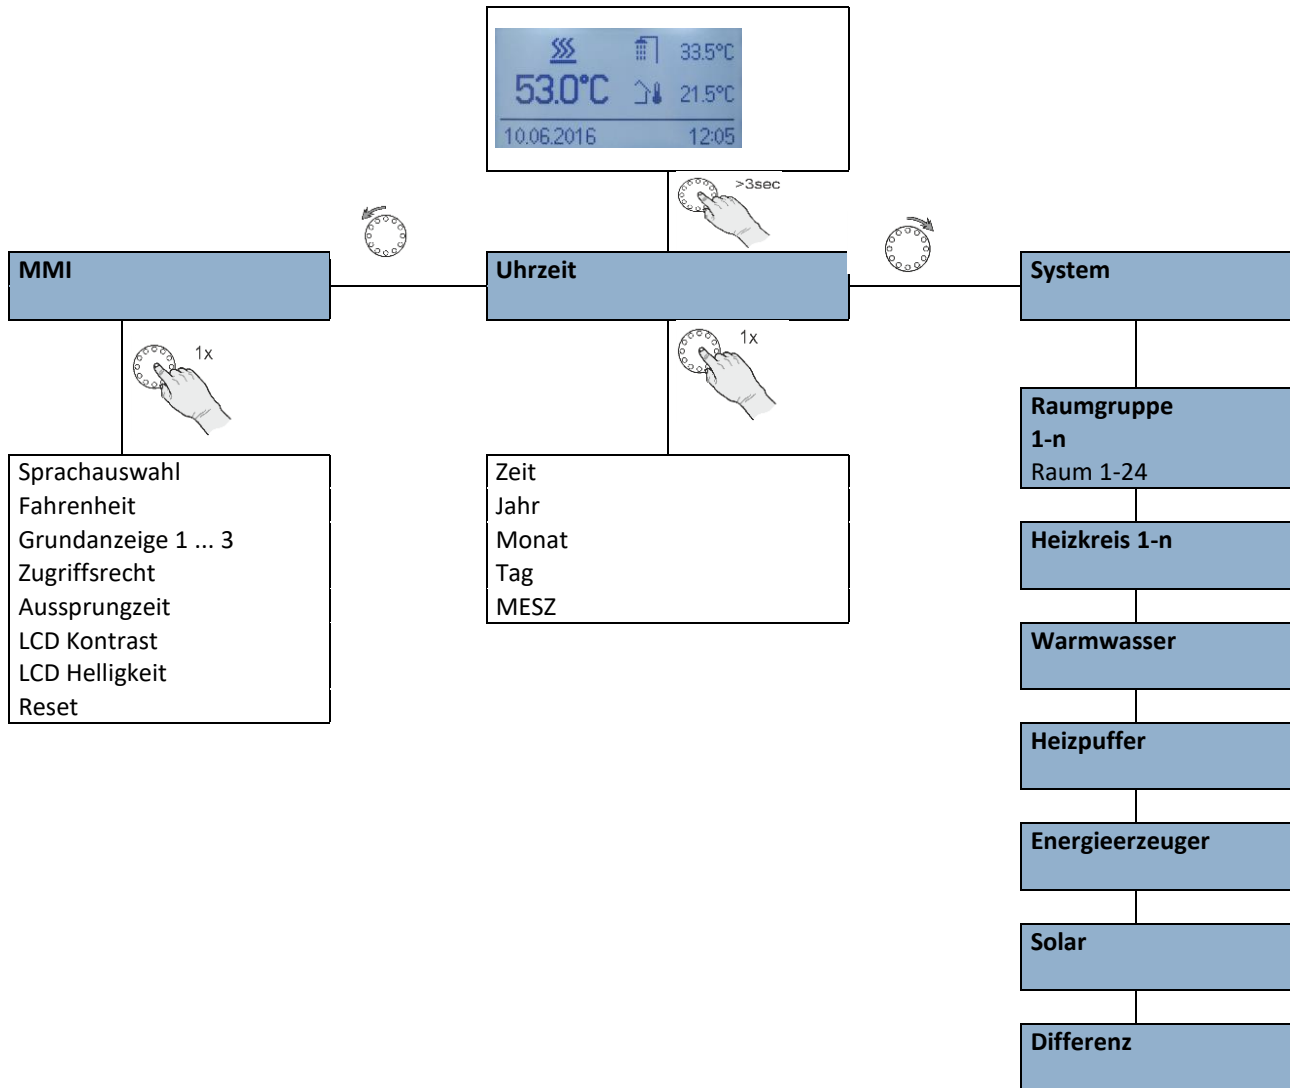 33.5°C
53.0°C
21.5°C
10.06.2016 12:05
>3sec
MMI
Uhrzeit
System
1x
1x
Raumgruppe
1-n
Raum 1-24
Sprachauswahl
Fahrenheit
Grundanzeige 1 ... 3
Zugriffsrecht
Aussprungzeit
LCD Kontrast
LCD Helligkeit
Reset
Zeit
Jahr
Monat
Tag
MESZ
Heizkreis 1-n
Warmwasser
Heizpuffer
Energieerzeuger
Solar
Differenz